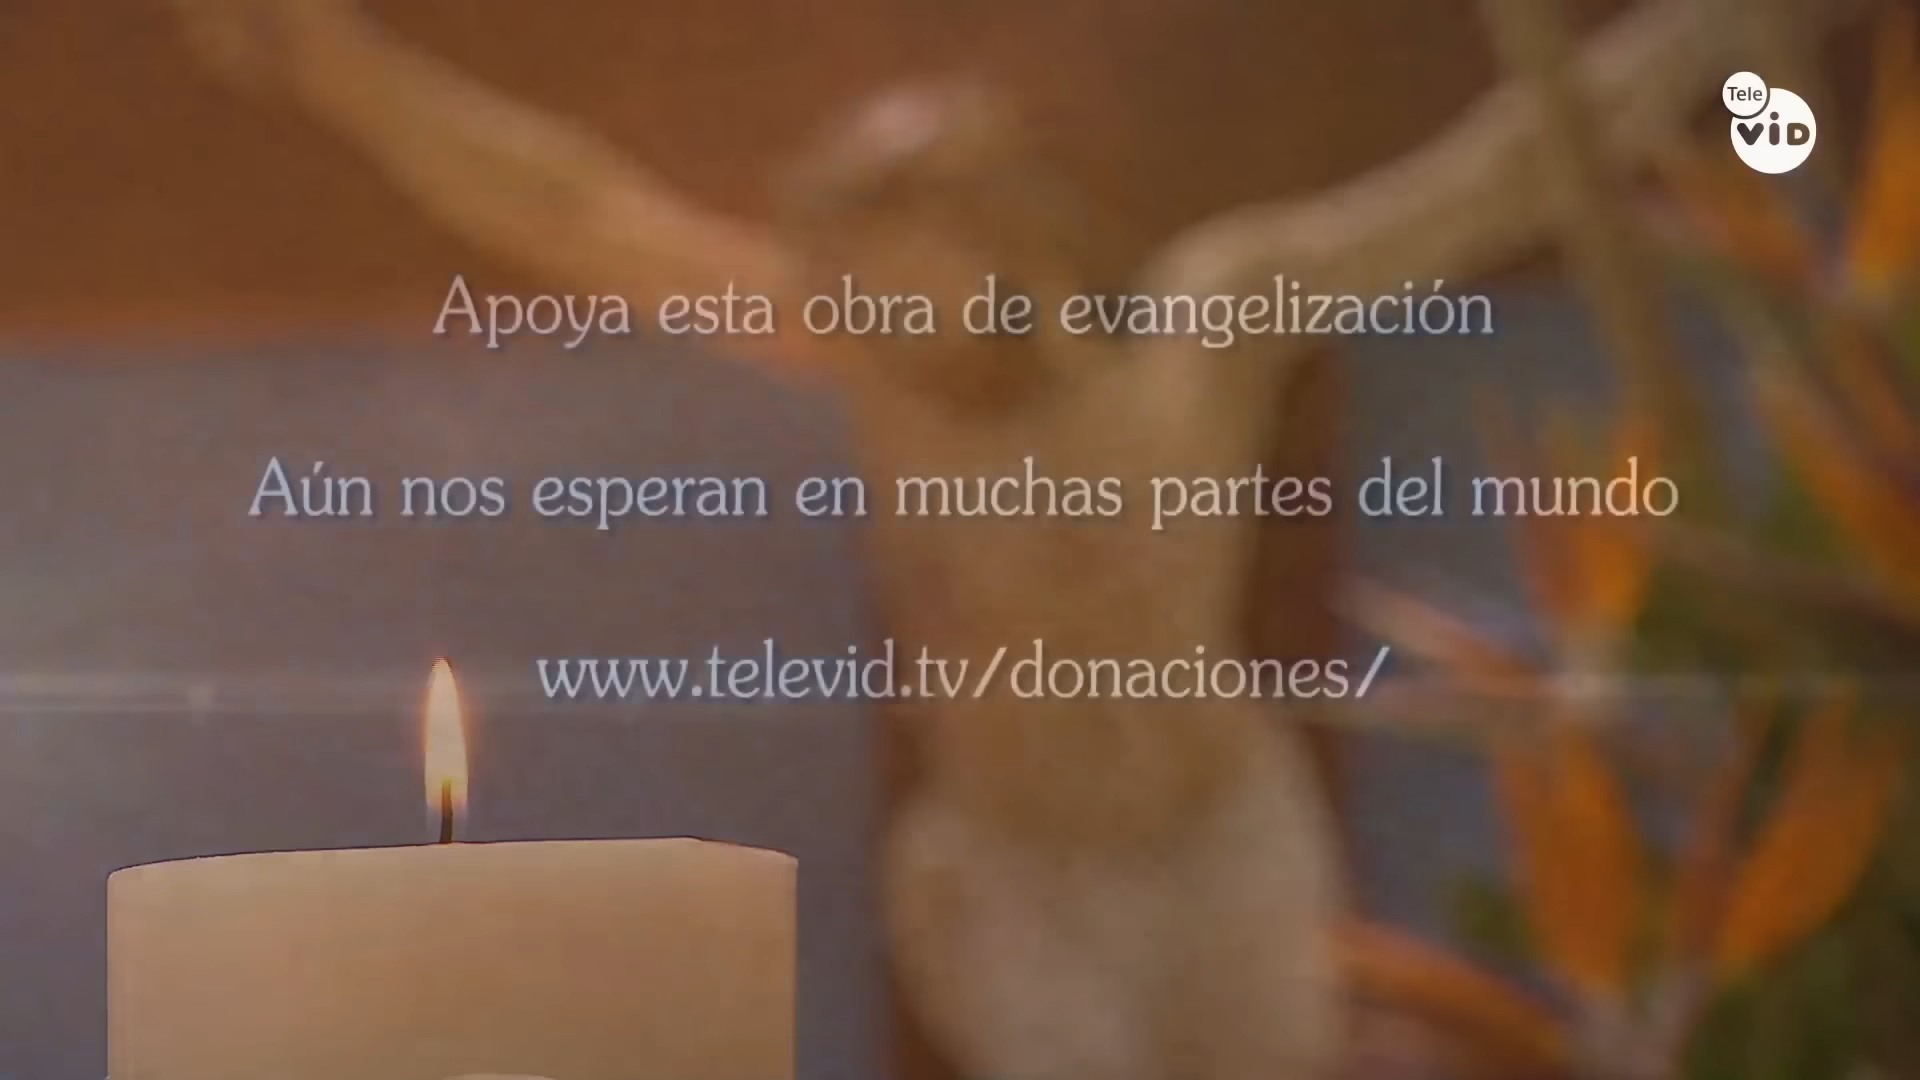 Tele
ViD
Apoya esta obra de evangelización
Aún nos esperan en muchas partes del mundo
www.televid.tv/donaciones/